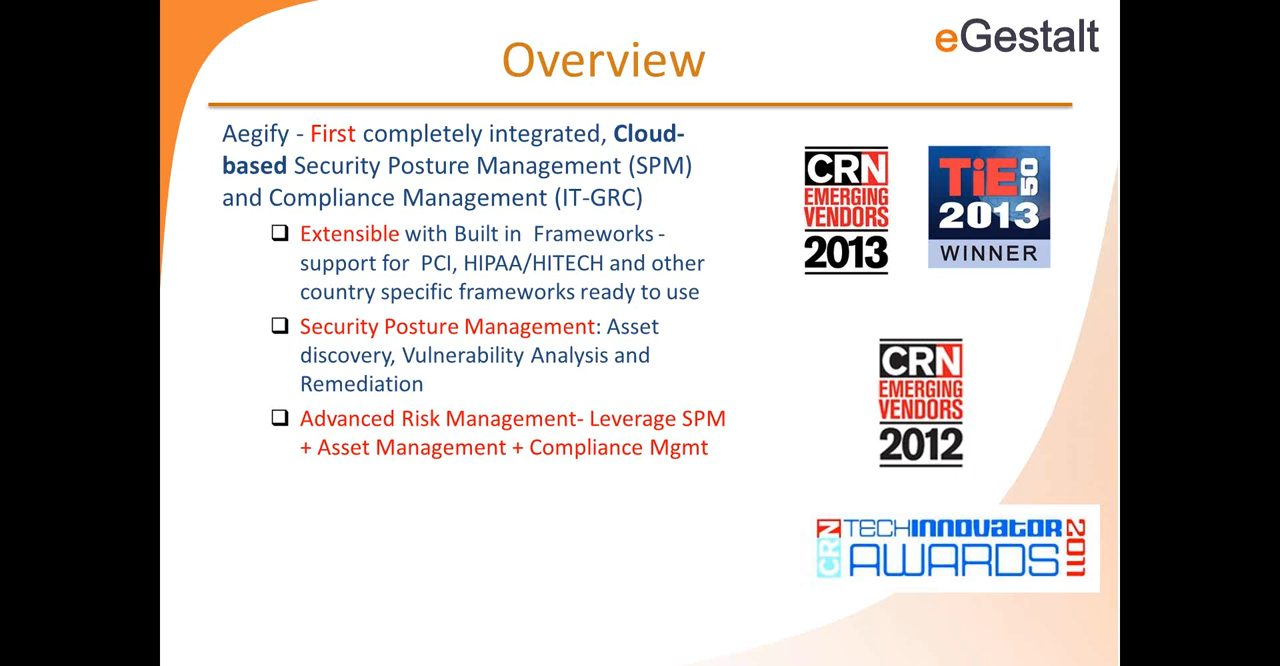 eGestalt
Overview
Aegify - First completely integrated, Cloud-
based Security Posture Management (SPM)
and Compliance Management (IT-GRC)
Extensible with Built in Frameworks -
support for PCI, HIPAA/HITECH and other
country specific frameworks ready to use
Security Posture Management: Asset
discovery, Vulnerability Analysis and
Remediation
Advanced Risk Management- Leverage SPM
+ Asset Management + Compliance Mgmt
CRN
EMERGING
VENDORS
2013
TiE50
2013
WINNER
CRN
EMERGING
VENDORS
2012
CRN
TECHINNOVATOR
AWARDS
2011